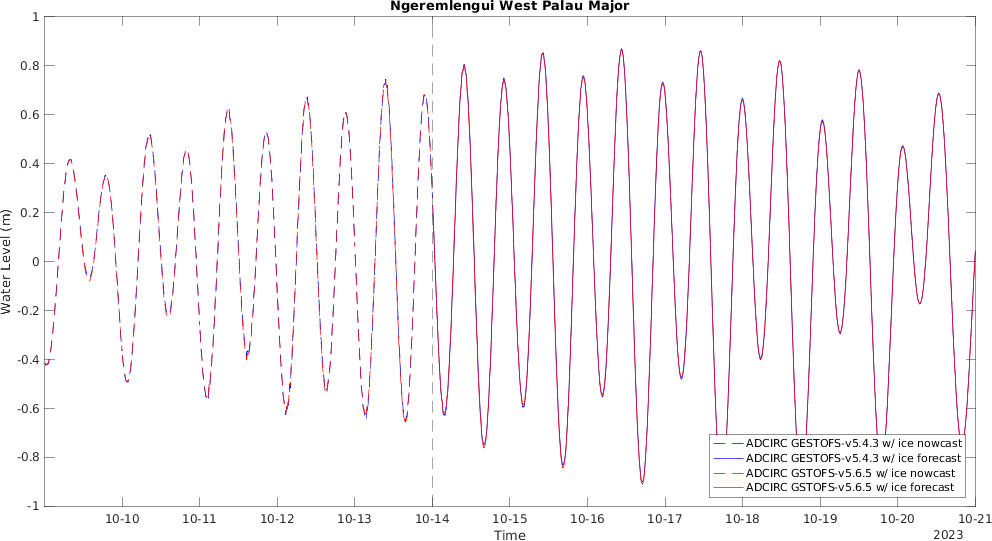 Ngeremlengui West Palau Major
1
0.8
0.6
0.4
0.2
0
-0.2
-0.4
-0.6
-0.8
-1
Water Level (m)
10-10 10-11 10-12 10-13 10-14 10-15 10-16 10-17 10-18 10-19 10-20 10-21
Time
2023
ADCIRC GESTOFS-v5.4.3 w/ ice nowcast
ADCIRC GESTOFS-v5.4.3 w/ ice forecast
ADCIRC GSTOFS-v5.6.5 w/ ice nowcast
ADCIRC GSTOFS-v5.6.5 w/ ice forecast